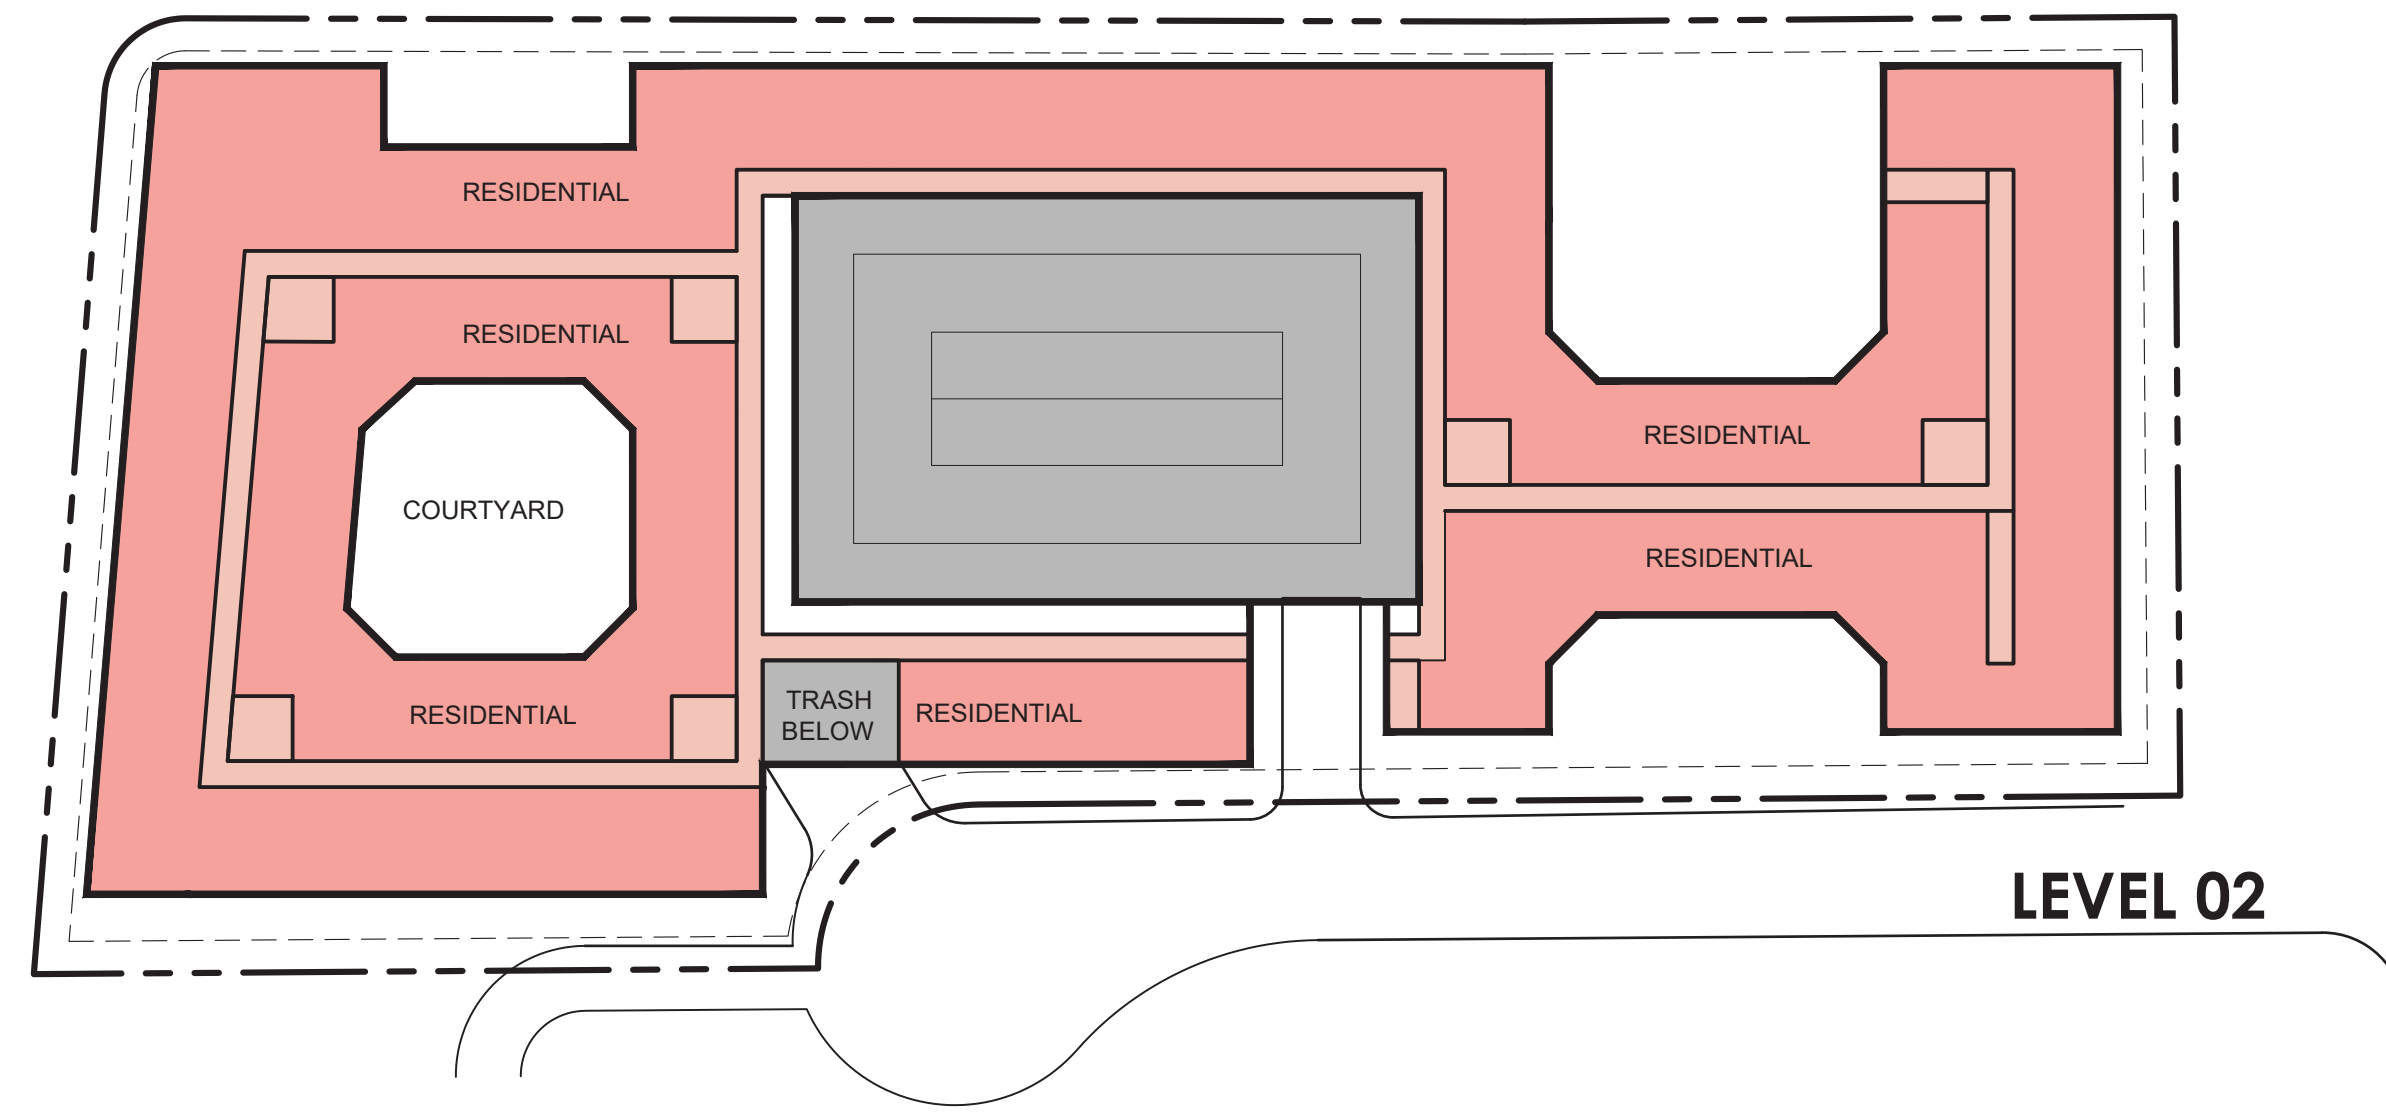 RESIDENTIAL
RESIDENTIAL
RESIDENTIAL
COURTYARD
RESIDENTIAL
TRASH
BELOW
RESIDENTIAL
RESIDENTIAL
LEVEL 02